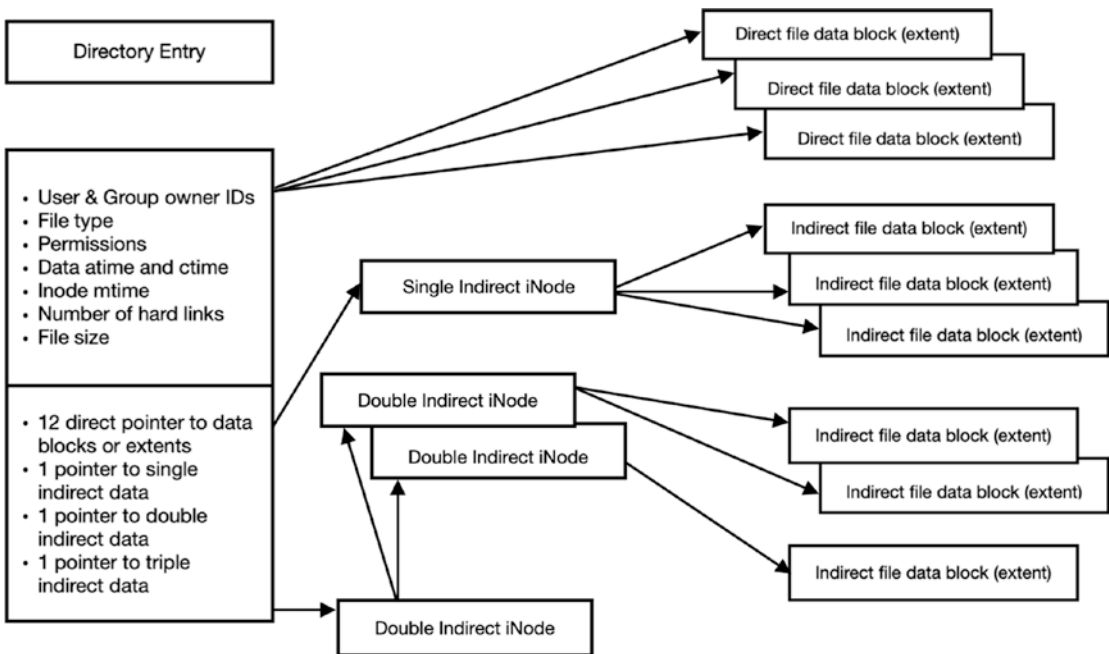 Directory Entry
• User & Group owner IDs
• File type
• Permissions
• Data atime and ctime
• Inode mtime
• Number of hard links
• File size
• 12 direct pointer to data
blocks or extents
• 1 pointer to single
indirect data
• 1 pointer to double
indirect data
• 1 pointer to triple
indirect data
Direct file data block (extent)
Direct file data block (extent)
Direct file data block (extent)
Single Indirect iNode
Indirect file data block (extent)
Indirect file data block (extent)
Indirect file data block (extent)
Double Indirect iNode
Double Indirect iNode
Indirect file data block (extent)
Indirect file data block (extent)
Indirect file data block (extent)
Double Indirect iNode